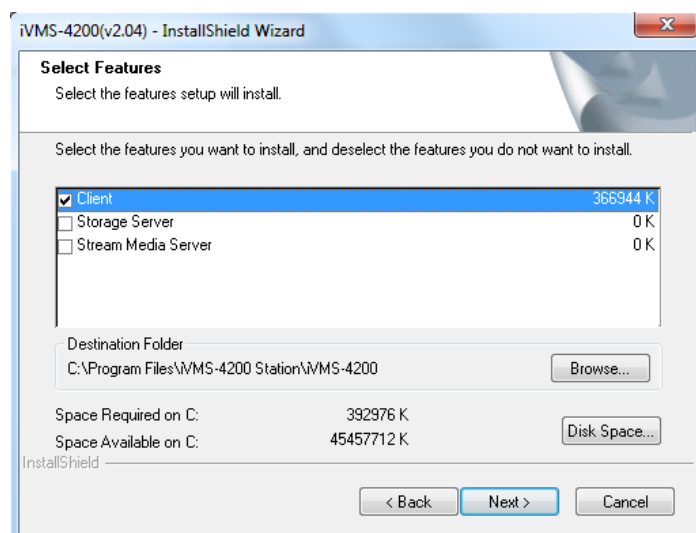 iVMS-4200(v2.04) - InstallShield Wizard
Select Features
Select the features setup will install.
Select the features you want to install, and deselect the features you do not want to install.
Client 366944 K
Storage Server 0 K
Stream Media Server 0 K
Destination Folder
C:\Program Files\iVMS-4200 Station\iVMS-4200
Browse...
Space Required on C: 392976 K
Space Available on C: 45457712 K
Disk Space...
InstallShield
< Back Next > Cancel